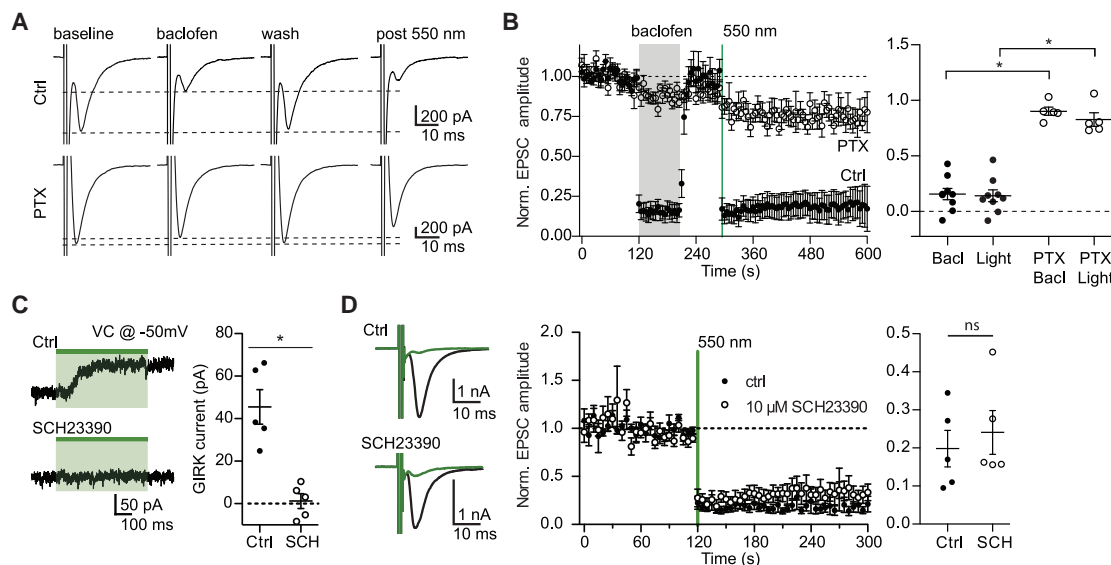 A
baseline
baclofen
wash
post 550 nm
Ctrl
200 pA
10 ms
PTX
200 pA
10 ms
B
baclofen
550 nm
Norm. EPSC amplitude
1.00
0.75
0.50
0.25
0.00
PTX
Ctrl
0
120
240
360
480
600
Time (s)
1.5
1.0
0.5
0.0
*
*
Bacl
Light
PTX
Bacl
PTX
Light
C
VC @ -50mV
Ctrl
SCH23390
50 pA
100 ms
GIRK current (pA)
80
60
40
20
0
*
Ctrl
SCH
D
Ctrl
1 nA
10 ms
SCH23390
1 nA
10 ms
Norm. EPSC amplitude
2.0
1.5
1.0
0.5
0.0
550 nm
ctrl
10 µM SCH23390
0
60
120
180
240
300
Time (s)
0.5
0.4
0.3
0.2
0.1
0.0
ns
Ctrl
SCH